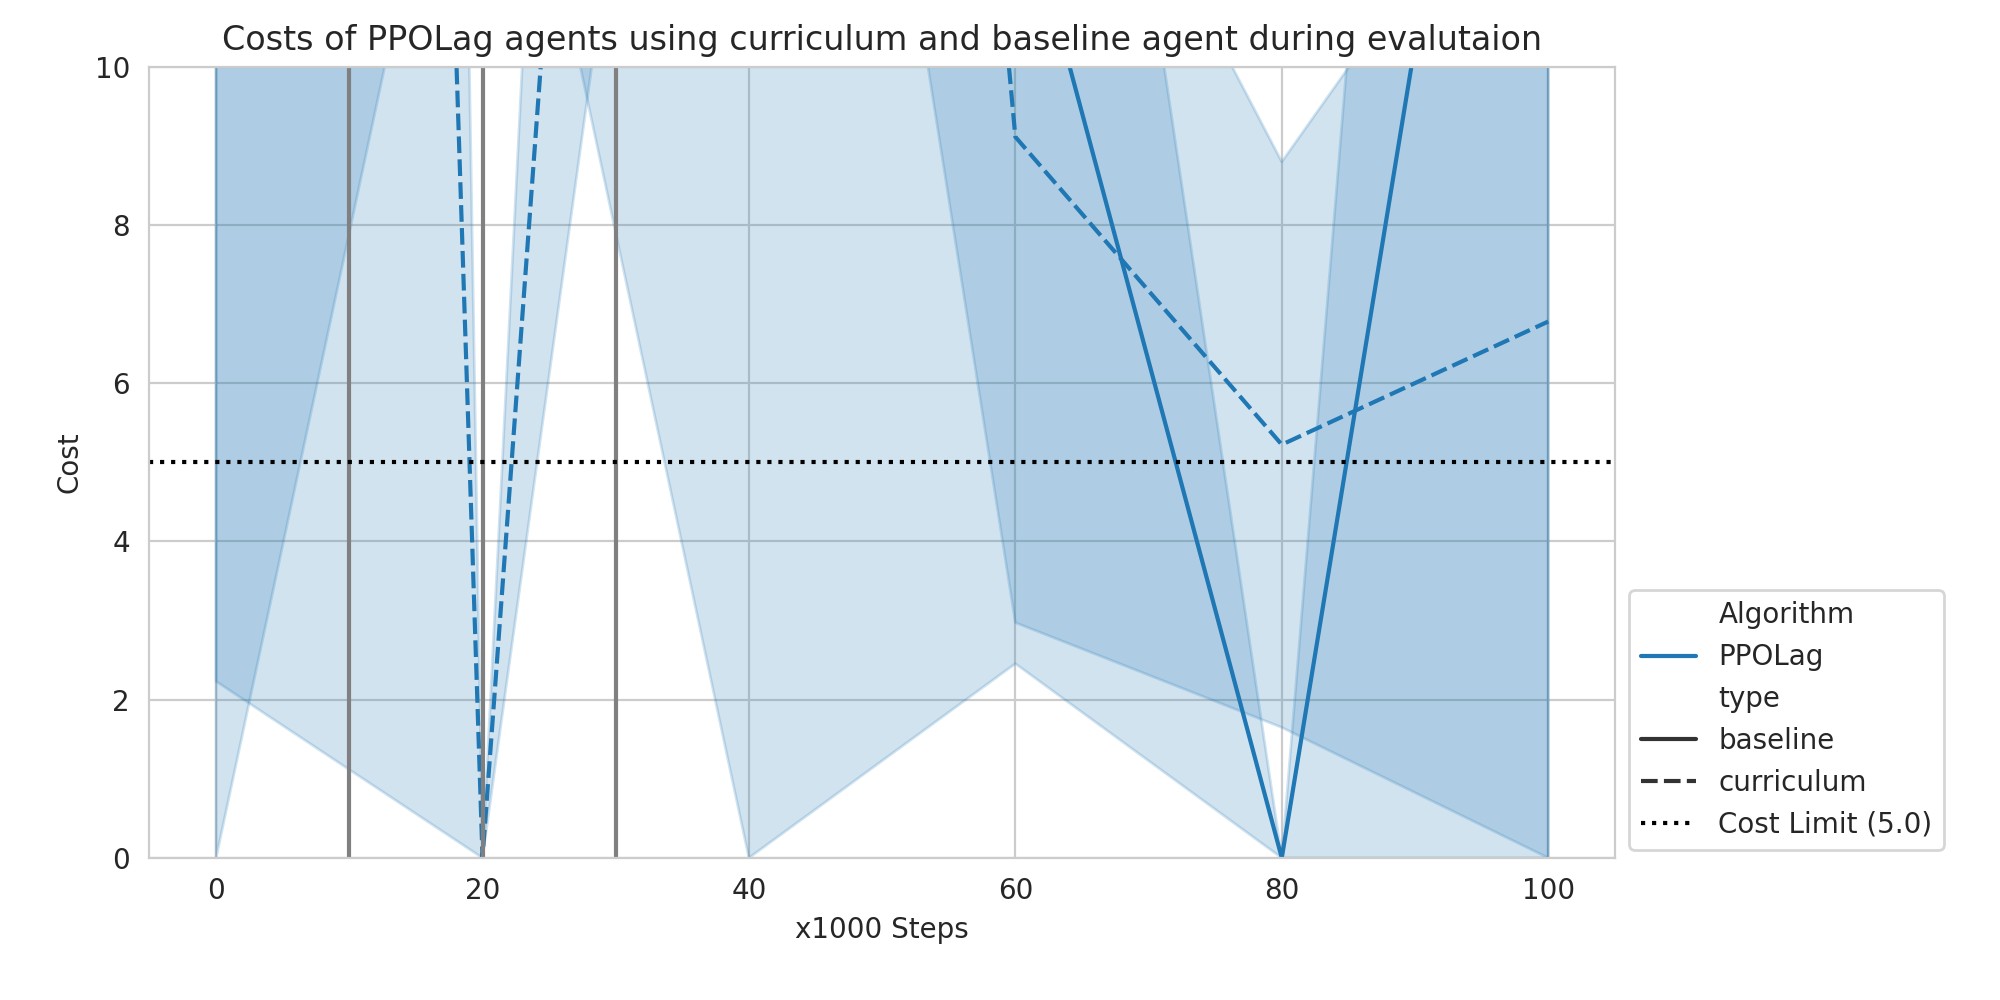 Costs of PPOLag agents using curriculum and baseline agent during evalutaion
10
8
6
4
2
0
Cost
0 20 40 60 80 100
x1000 Steps
Algorithm
PPOLag
type
baseline
curriculum
Cost Limit (5.0)